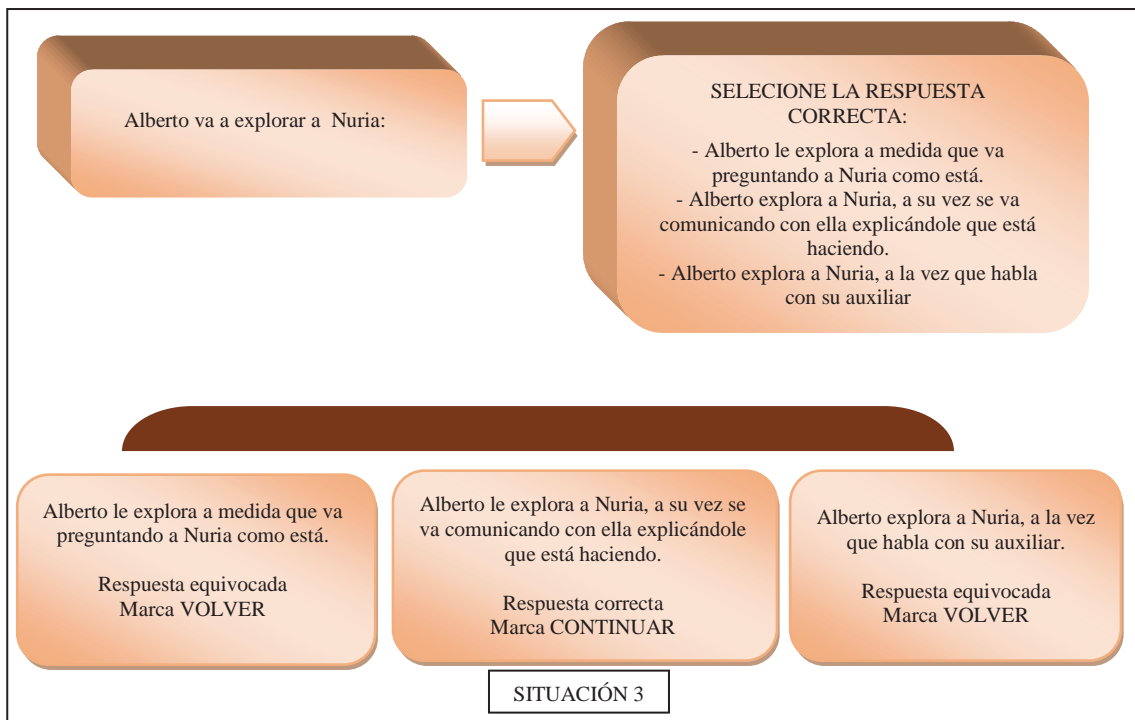 Alberto va a explorar a Nuria:
SELECIONE LA RESPUESTA
CORRECTA:
- Alberto le explora a medida que va
preguntando a Nuria como está.
- Alberto explora a Nuria, a su vez se va
comunicando con ella explicándole que está
haciendo.
- Alberto explora a Nuria, a la vez que habla
con su auxiliar
Alberto le explora a medida que va
preguntando a Nuria como está.
Respuesta equivocada
Marca VOLVER
Alberto le explora a Nuria, a su vez se
va comunicando con ella explicándole
que está haciendo.
Respuesta correcta
Marca CONTINUAR
Alberto explora a Nuria, a la vez
que habla con su auxiliar.
Respuesta equivocada
Marca VOLVER
SITUACIÓN 3